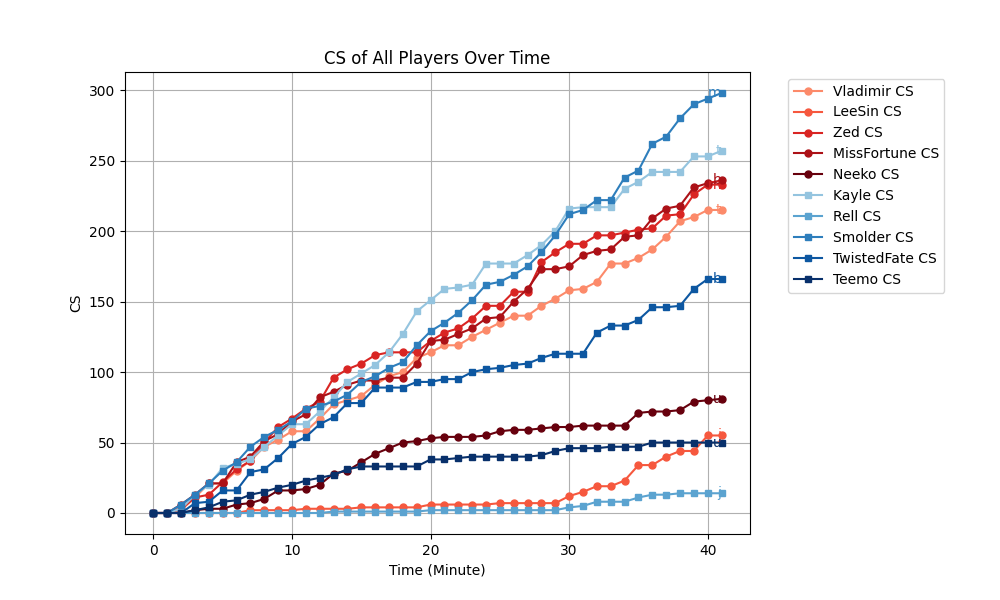 CS of All Players Over Time
CS
300
250
200
150
100
50
0
0
10
20
30
40
Time (Minute)
Vladimir CS
LeeSin CS
Zed CS
MissFortune CS
Neeko CS
Kayle CS
Rell CS
Smolder CS
TwistedFate CS
Teemo CS